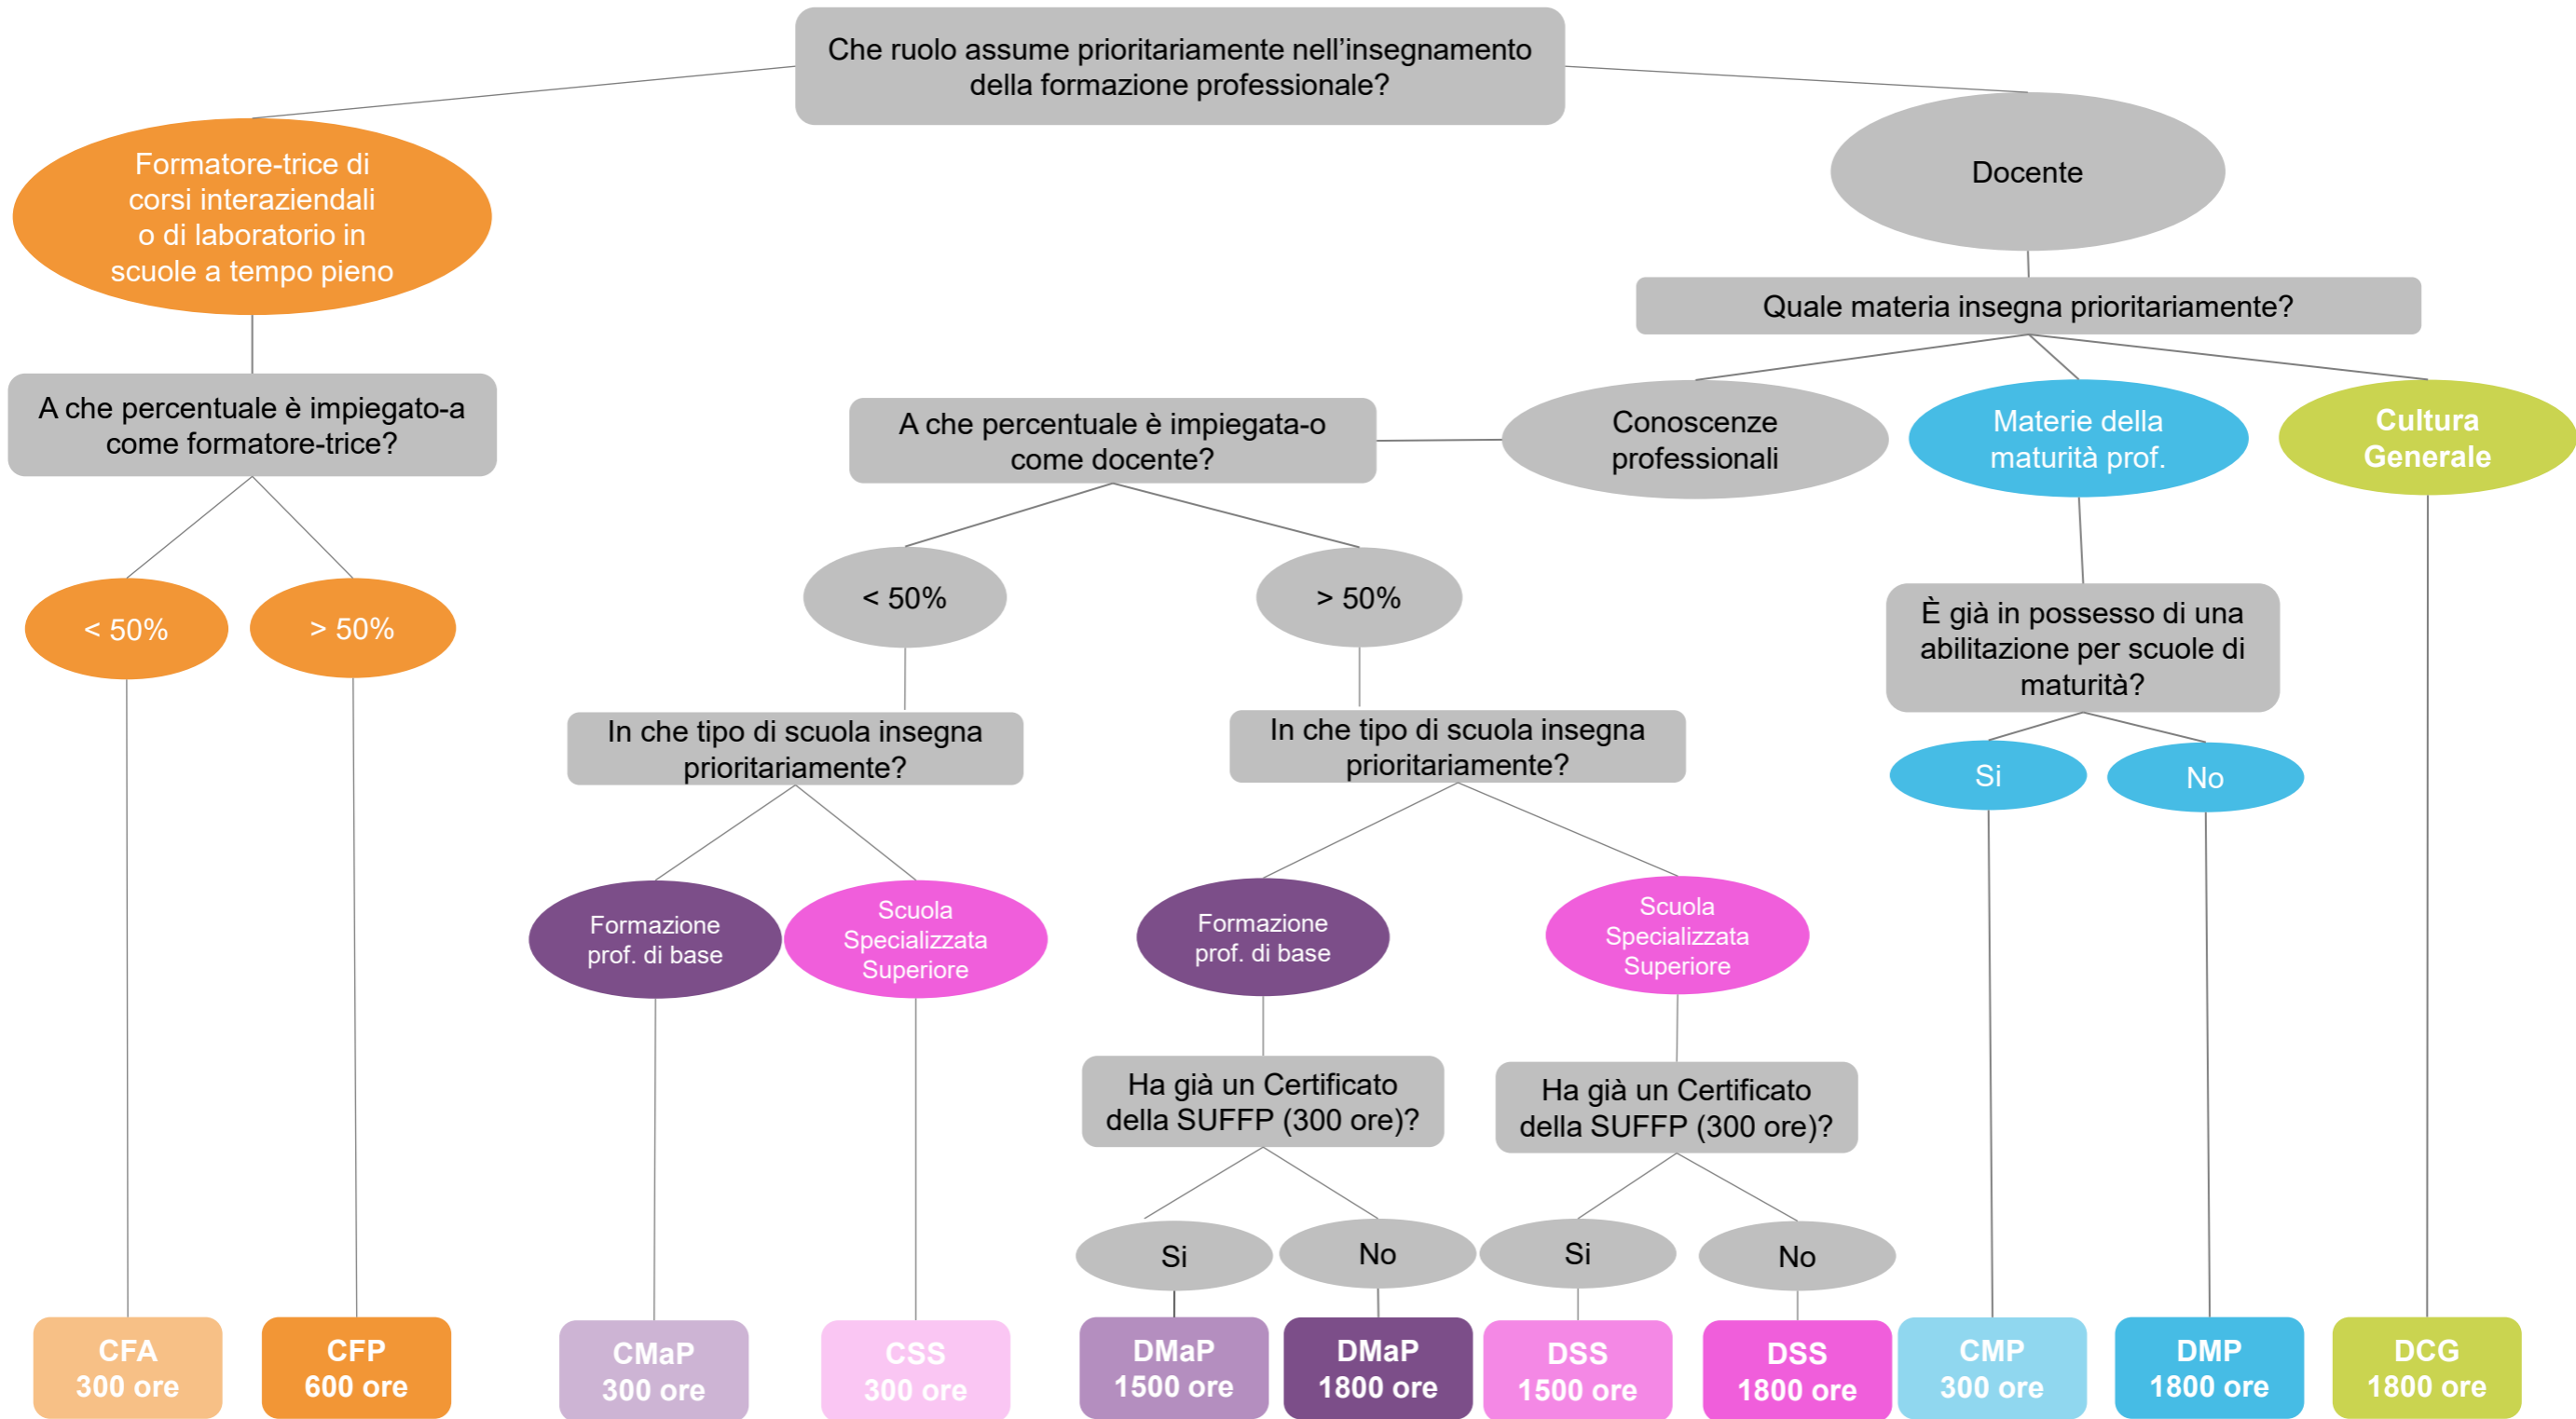 Che ruolo assume prioritariamente nell'insegnamento
della formazione professionale?
Formatore-trice di
corsi interaziendali
o di laboratorio in
scuole a tempo pieno
Docente
Quale materia insegna prioritariamente?
A che percentuale è impiegato-a
come formatore-trice?
A che percentuale è impiegata-o
come docente?
Conoscenze
professionali
Materie della
maturità prof.
Cultura
Generale
< 50%
> 50%
< 50%
> 50%
È già in possesso di una
abilitazione per scuole di
maturità?
In che tipo di scuola insegna
prioritariamente?
In che tipo di scuola insegna
prioritariamente?
Si
No
Formazione
prof. di base
Scuola
Specializzata
Superiore
Formazione
prof. di base
Scuola
Specializzata
Superiore
Ha già un Certificato
della SUFFP (300 ore)?
Ha già un Certificato
della SUFFP (300 ore)?
Si
No
Si
No
CFA
300 ore
CFP
600 ore
CMaP
300 ore
CSS
300 ore
DMaP
1500 ore
DMaP
1800 ore
DSS
1500 ore
DSS
1800 ore
CMP
300 ore
DMP
1800 ore
DCG
1800 ore